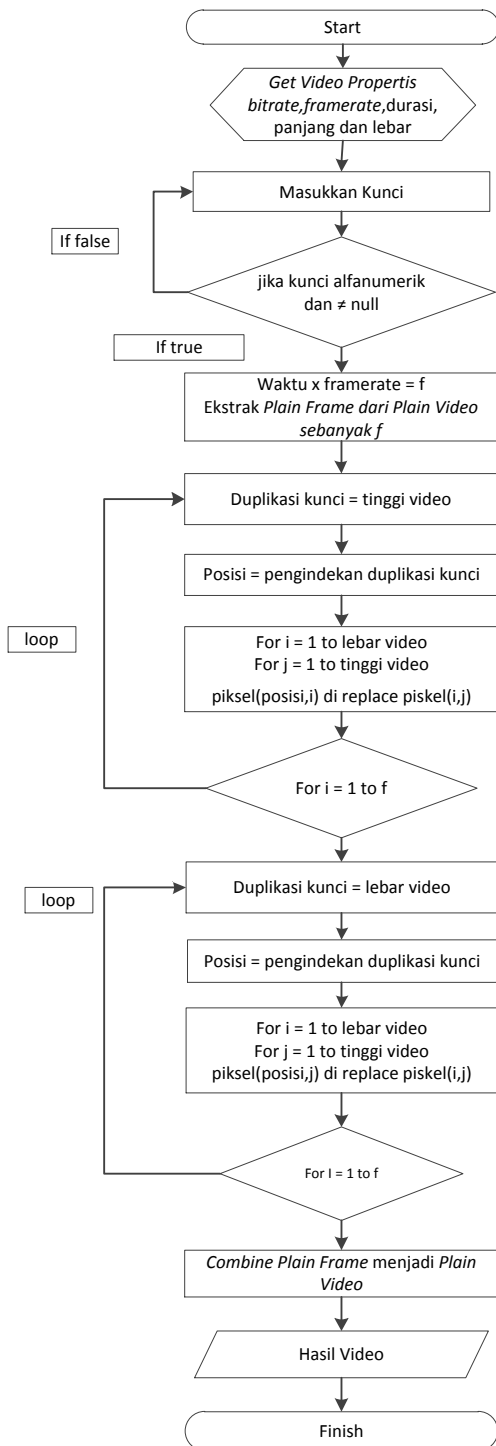 Start
Get Video Propertis
bitrate,framerate,durasi,
panjang dan lebar
Masukkan Kunci
If false
jika kunci alfanumerik
dan ≠ null
If true
Waktu x framerate = f
Ekstrak Plain Frame dari Plain Video
sebanyak f
Duplikasi kunci = tinggi video
Posisi = pengindekan duplikasi kunci
loop
For i = 1 to lebar video
For j = 1 to tinggi video
piksel(posisi,i) di replace piskel(i,j)
For i = 1 to f
Duplikasi kunci = lebar video
loop
Posisi = pengindekan duplikasi kunci
For i = 1 to lebar video
For j = 1 to tinggi video
piksel(posisi,j) di replace piskel(i,j)
For I = 1 to f
Combine Plain Frame menjadi Plain
Video
Hasil Video
Finish